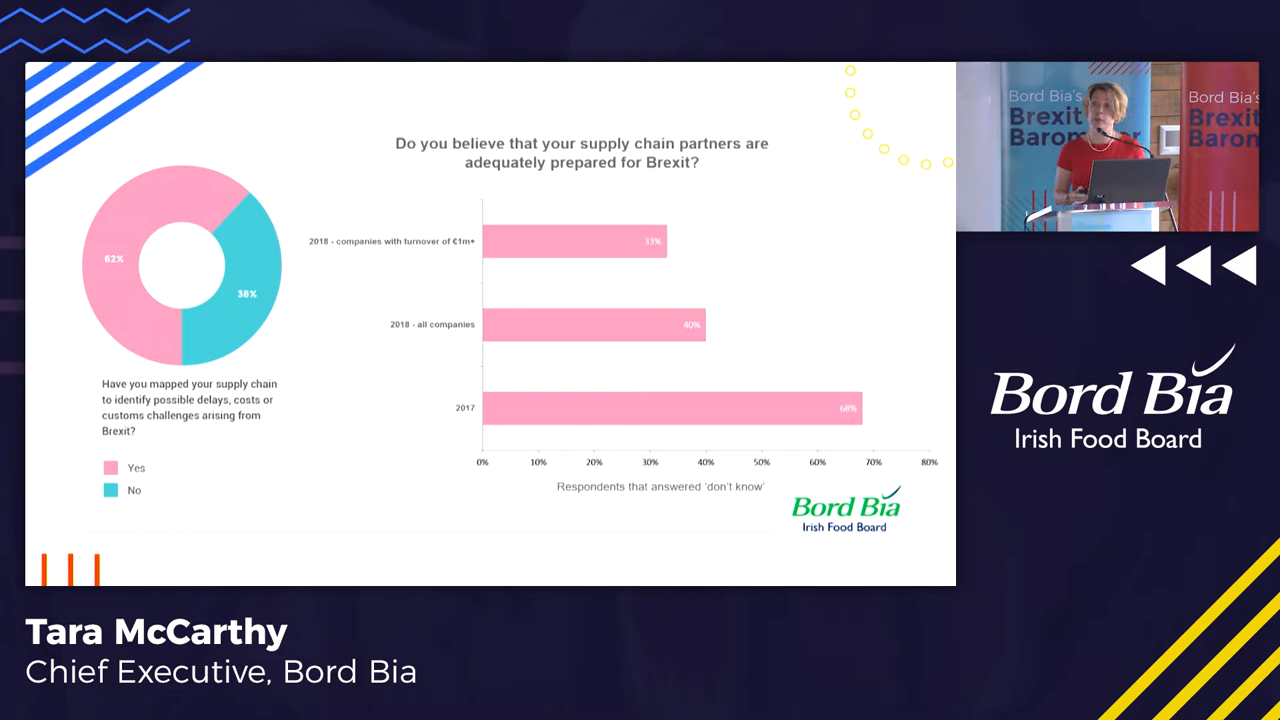 Do you believe that your supply chain partners are
adequately prepared for Brexit?
62%
38%
Have you mapped your supply chain
to identify possible delays, costs or
customs challenges arising from
Brexit?
Yes
No
2018 - companies with turnover of €1m+
33%
2018 - all companies
40%
2017
68%
0% 10% 20% 30% 40% 50% 60% 70% 80%
Respondents that answered ‘don’t know’
Bord Bia
Irish Food Board
Bord Bia's
Brexit
Bord Bia's
Brexit
Bord Bia
Irish Food Board
Tara McCarthy
Chief Executive, Bord Bia